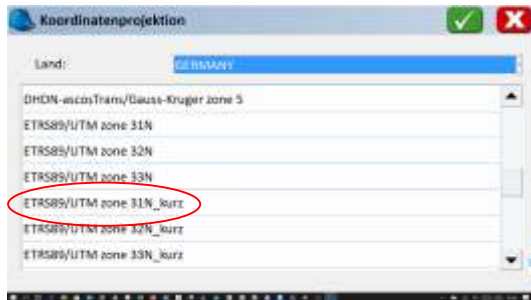 Koordinatenprojektion
Land:
GERMANY
DHDN-ascosTrans/Gauss-Kruger zone 5
ETRS89/UTM zone 31N
ETRS89/UTM zone 32N
ETRS89/UTM zone 33N
ETRS89/UTM zone 31N_kurz
ETRS89/UTM zone 32N_kurz
ETRS89/UTM zone 33N_kurz